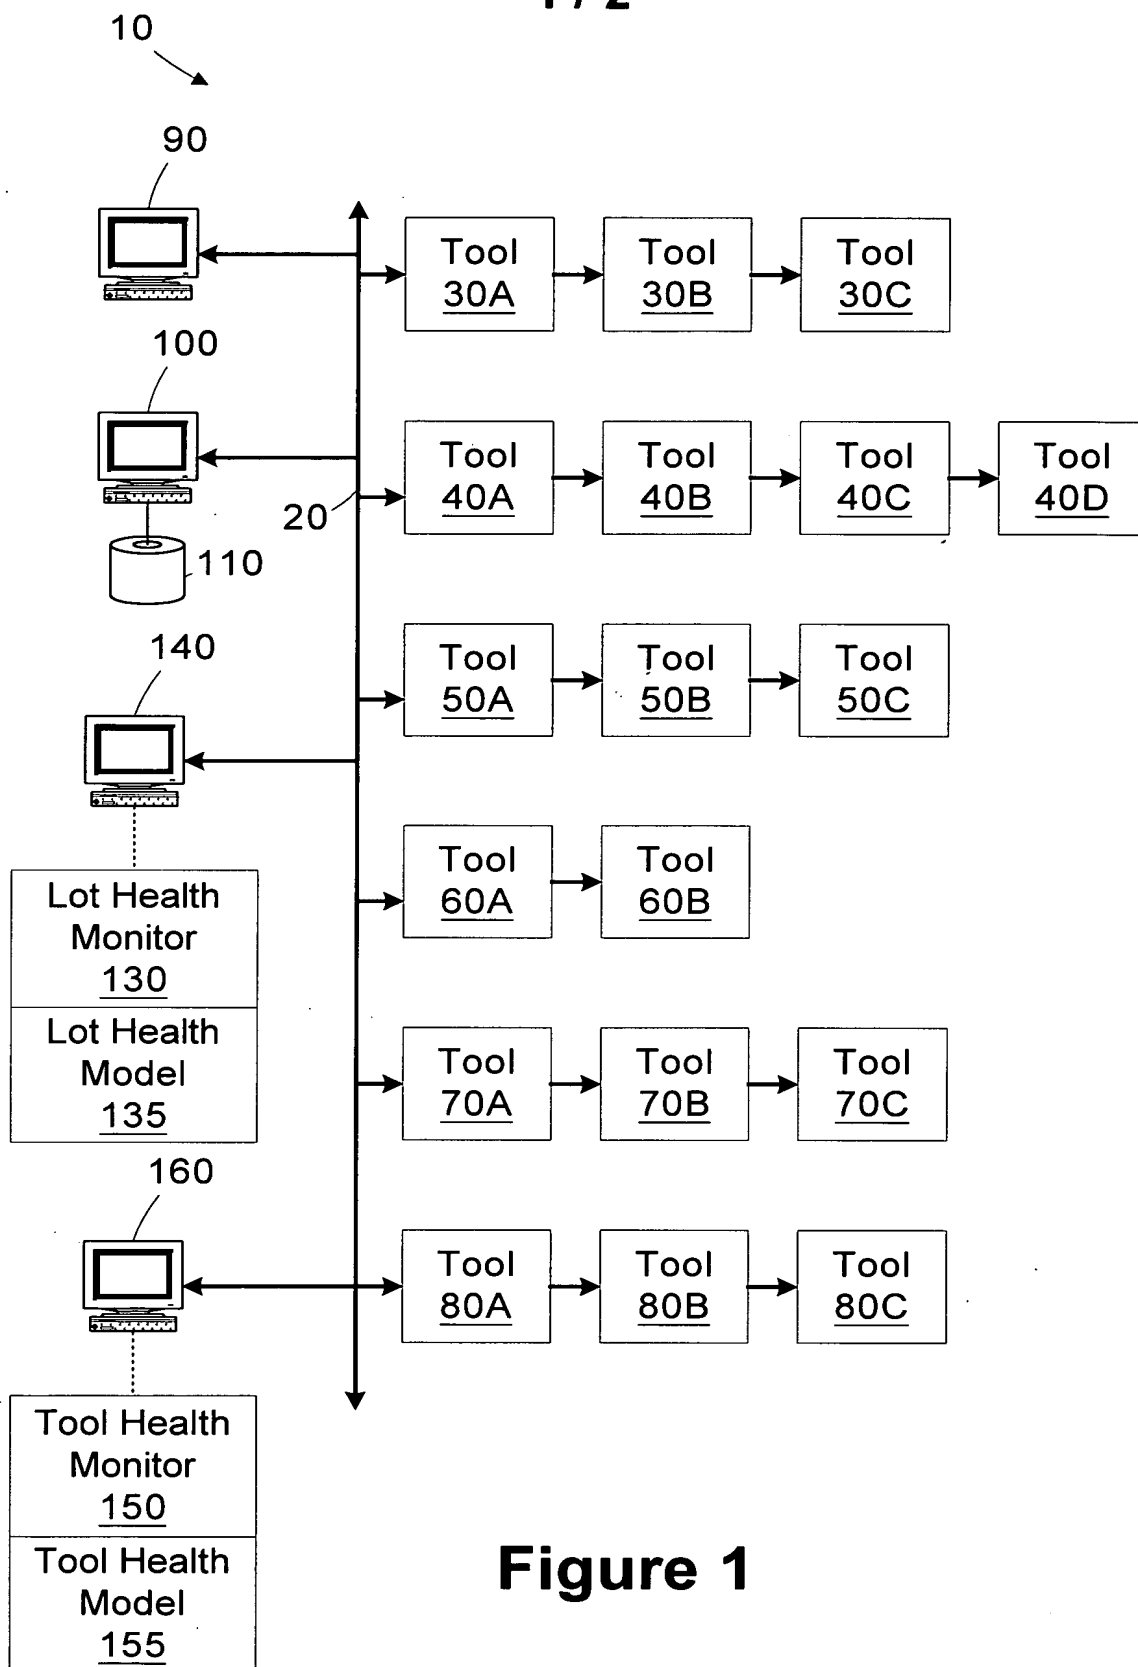 1 / 2
10
90
Tool
30A
Tool
30B
Tool
30C
100
Tool
40A
Tool
40B
Tool
40C
Tool
40D
20
110
140
Tool
50A
Tool
50B
Tool
50C
Lot Health
Monitor
130
Lot Health
Model
135
Tool
60A
Tool
60B
Tool
70A
Tool
70B
Tool
70C
160
Tool
80A
Tool
80B
Tool
80C
Tool Health
Monitor
150
Tool Health
Model
155
Figure 1